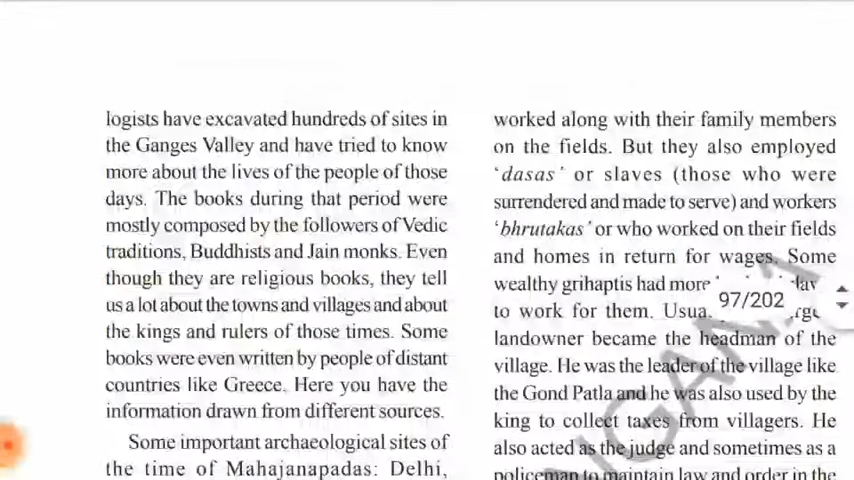 logists have excavated hundreds of sites in
the Ganges Valley and have tried to know
more about the lives of the people of those
days. The books during that period were
mostly composed by the followers of Vedic
traditions, Buddhists and Jain monks. Even
though they are religious books, they tell
us a lot about the towns and villages and about
the kings and rulers of those times. Some
books were even written by people of distant
countries like Greece. Here you have the
information drawn from different sources.
Some important archaeological sites of
the time of Mahajanapadas: Delhi,
worked along with their family members
on the fields. But they also employed
‘dasas’ or slaves (those who were
surrendered and made to serve) and workers
‘bhrutakas’ or who worked on their fields
and homes in return for wages. Some
wealthy grihaptis had more
to work for them.
landowner became the headman of the
village. He was the leader of the village like
the Gond Patla and he was also used by the
king to collect taxes from villagers. He
also acted as the judge and sometimes as a
policeman to maintain law and order in the
97/202